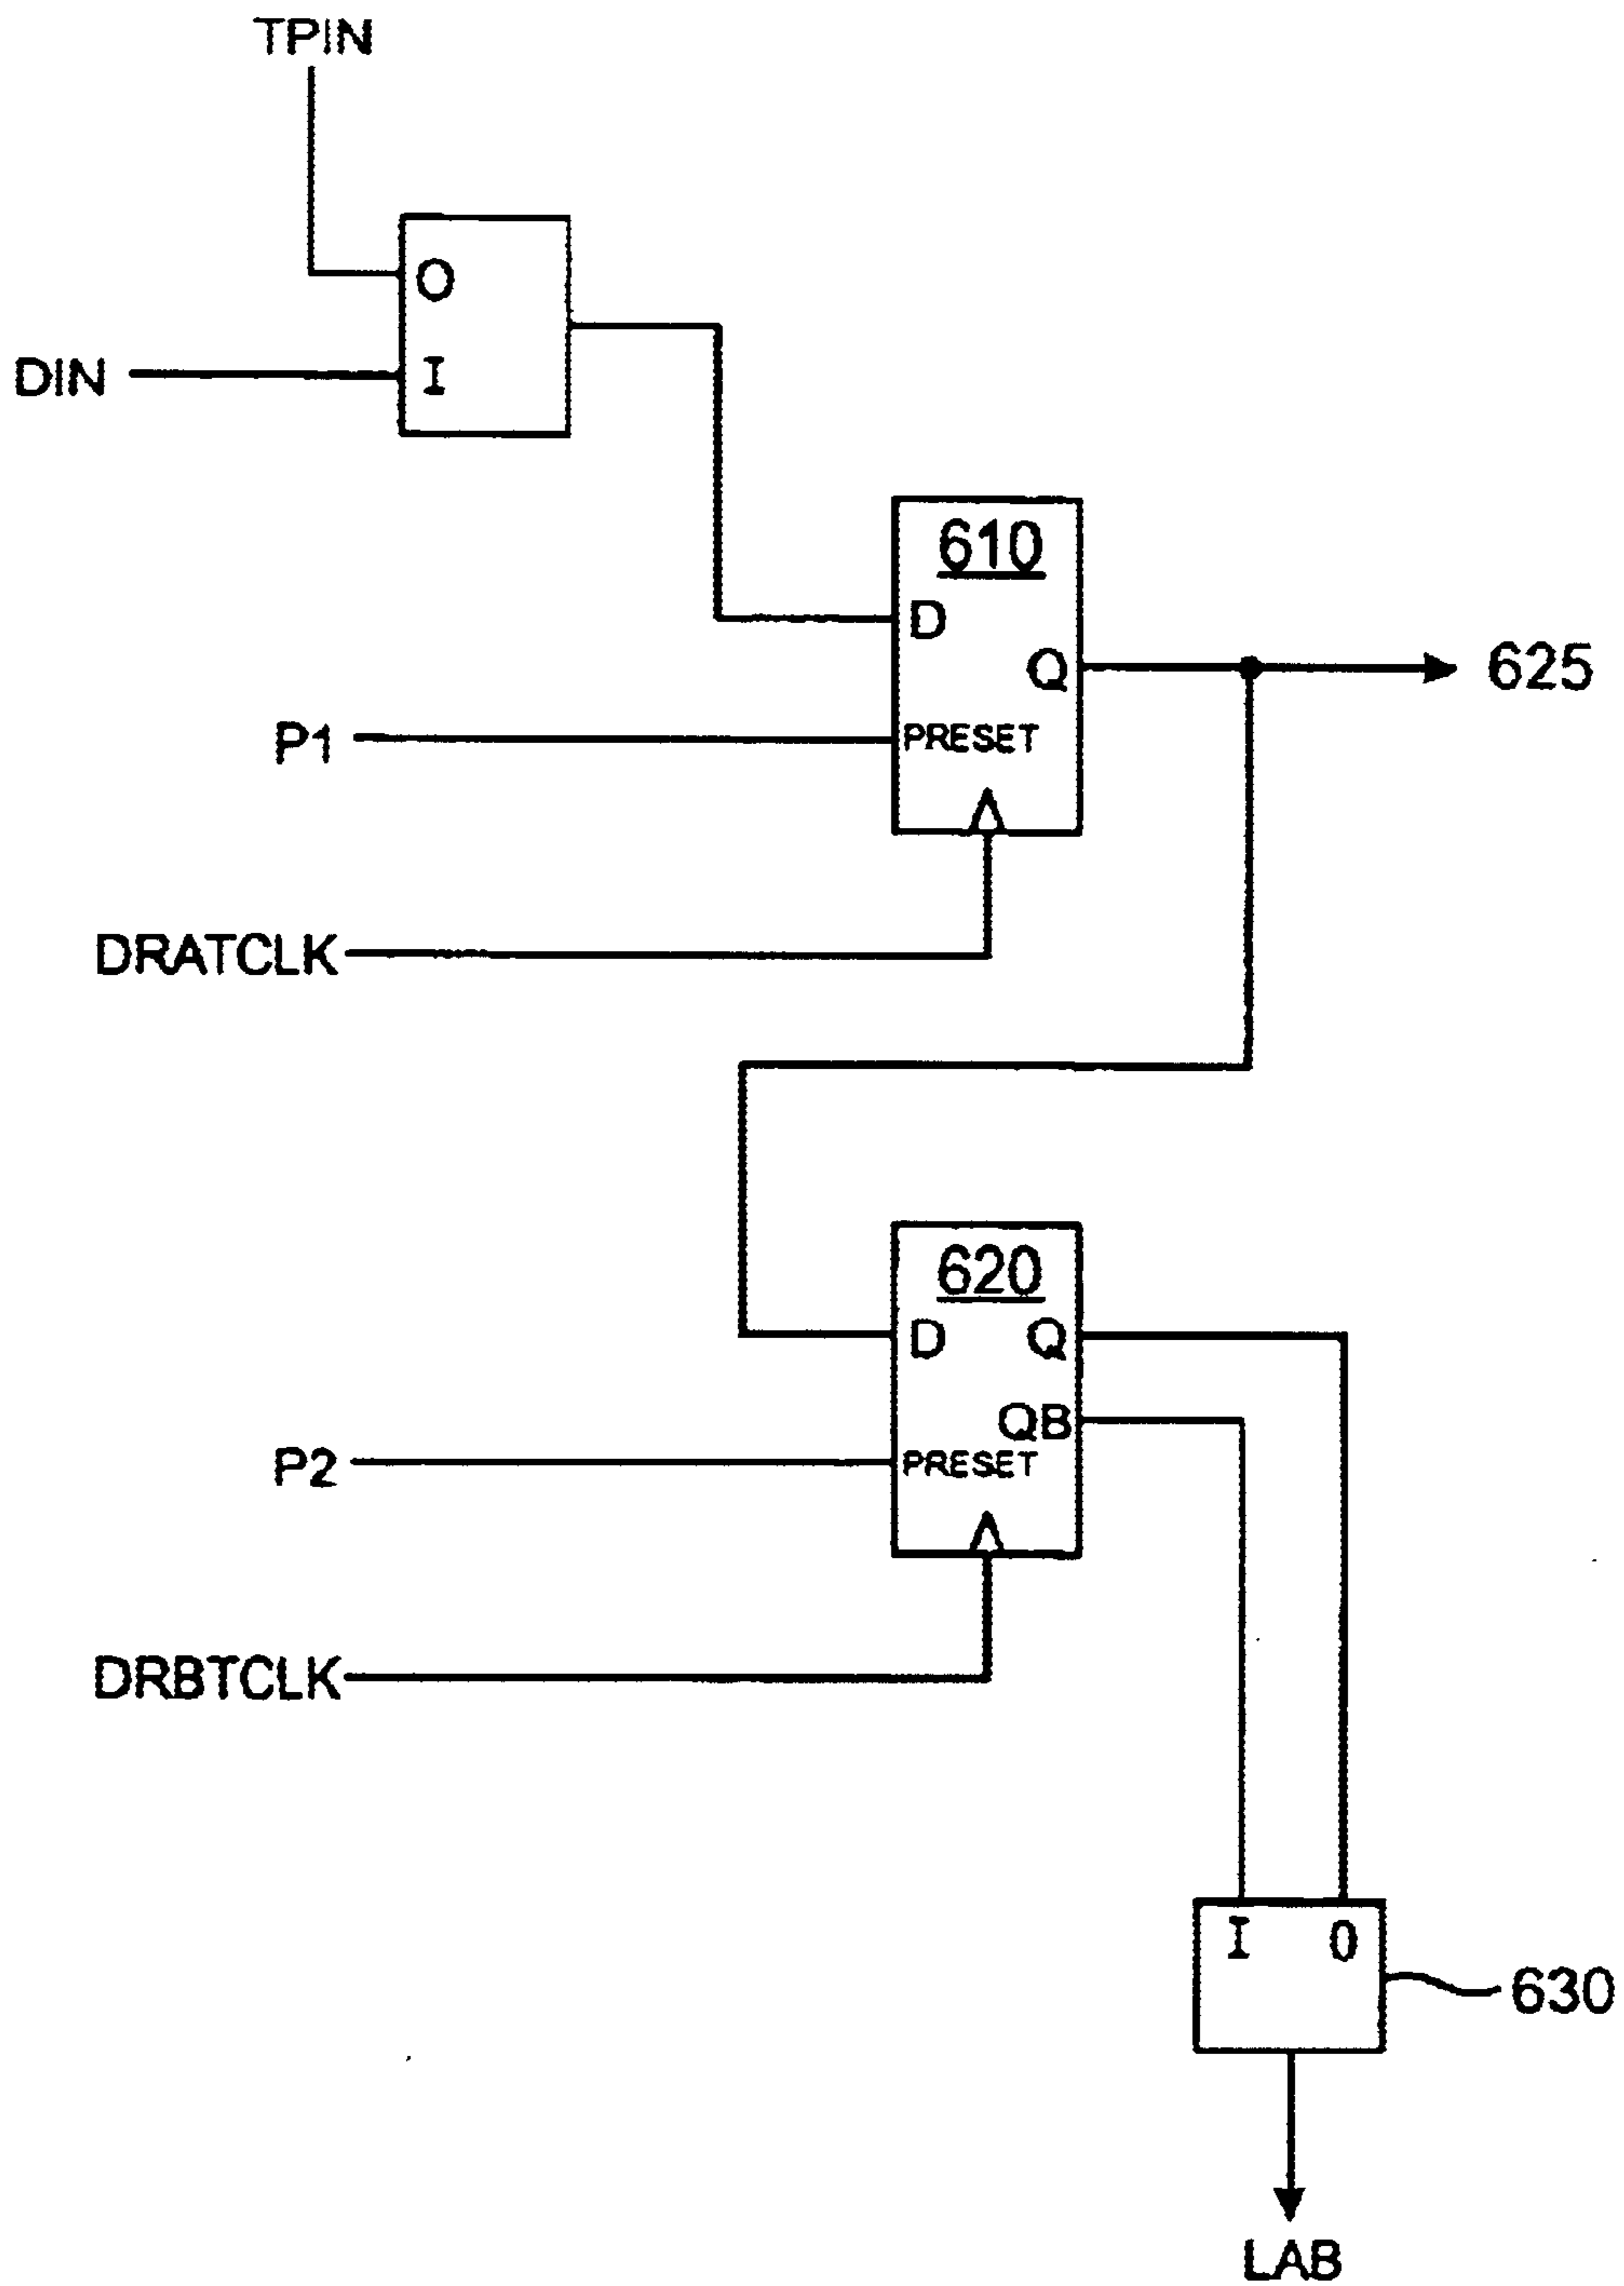 TPIN
O
DIN
I
610
D
Q
625
P1
PRESET
DRATCLK
620
D
Q
QB
P2
PRESET
DRBTCLK
I
0
630
LAB